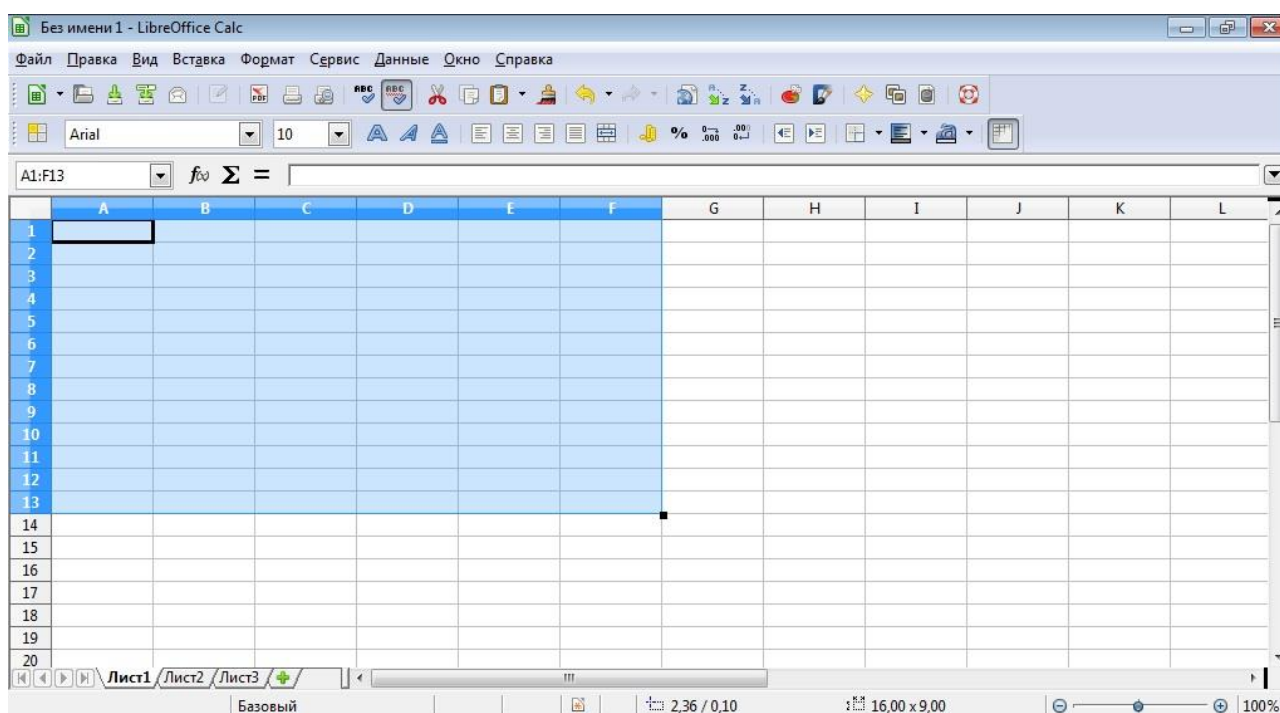 Без имени 1 - LibreOffice Calc
Файл Правка Вид Вставка Формат Сервис Данные Окно Справка
Arial 10
A1:F13
A B C D E F G H I J K L
1
2
3
4
5
6
7
8
9
10
11
12
13
14
15
16
17
18
19
20
Лист1 Лист2 Лист3
Базовый 2,36 / 0,10 16,00 x 9,00 100%